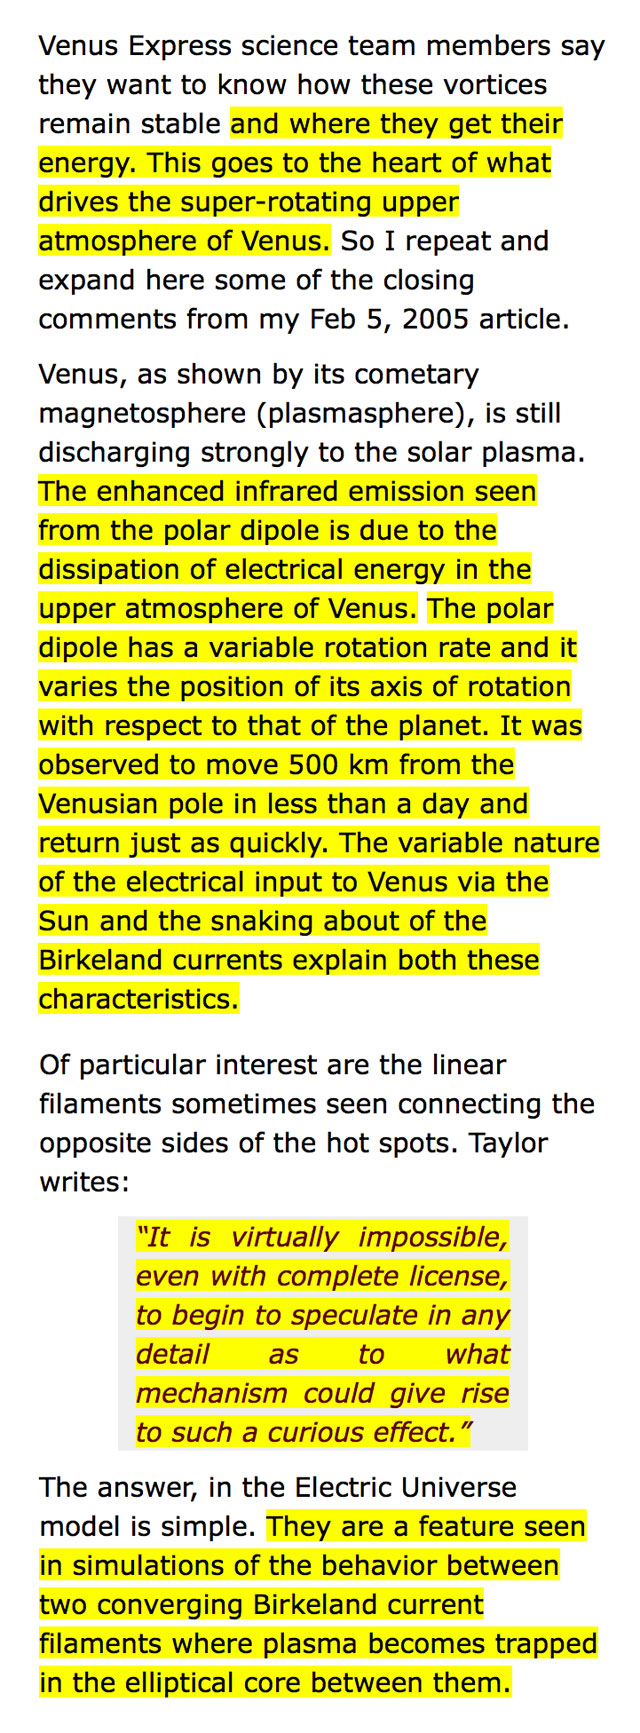 Venus Express science team members say
they want to know how these vortices
remain stable and where they get their
energy. This goes to the heart of what
drives the super-rotating upper
atmosphere of Venus. So I repeat and
expand here some of the closing
comments from my Feb 5, 2005 article.
Venus, as shown by its cometary
magnetosphere (plasmasphere), is still
discharging strongly to the solar plasma.
The enhanced infrared emission seen
from the polar dipole is due to the
dissipation of electrical energy in the
upper atmosphere of Venus. The polar
dipole has a variable rotation rate and it
varies the position of its axis of rotation
with respect to that of the planet. It was
observed to move 500 km from the
Venusian pole in less than a day and
return just as quickly. The variable nature
of the electrical input to Venus via the
Sun and the snaking about of the
Birkeland currents explain both these
characteristics.
Of particular interest are the linear
filaments sometimes seen connecting the
opposite sides of the hot spots. Taylor
writes:
“It is virtually impossible,
even with complete license,
to begin to speculate in any
detail as to what
mechanism could give rise
to such a curious effect.”
The answer, in the Electric Universe
model is simple. They are a feature seen
in simulations of the behavior between
two converging Birkeland current
filaments where plasma becomes trapped
in the elliptical core between them.